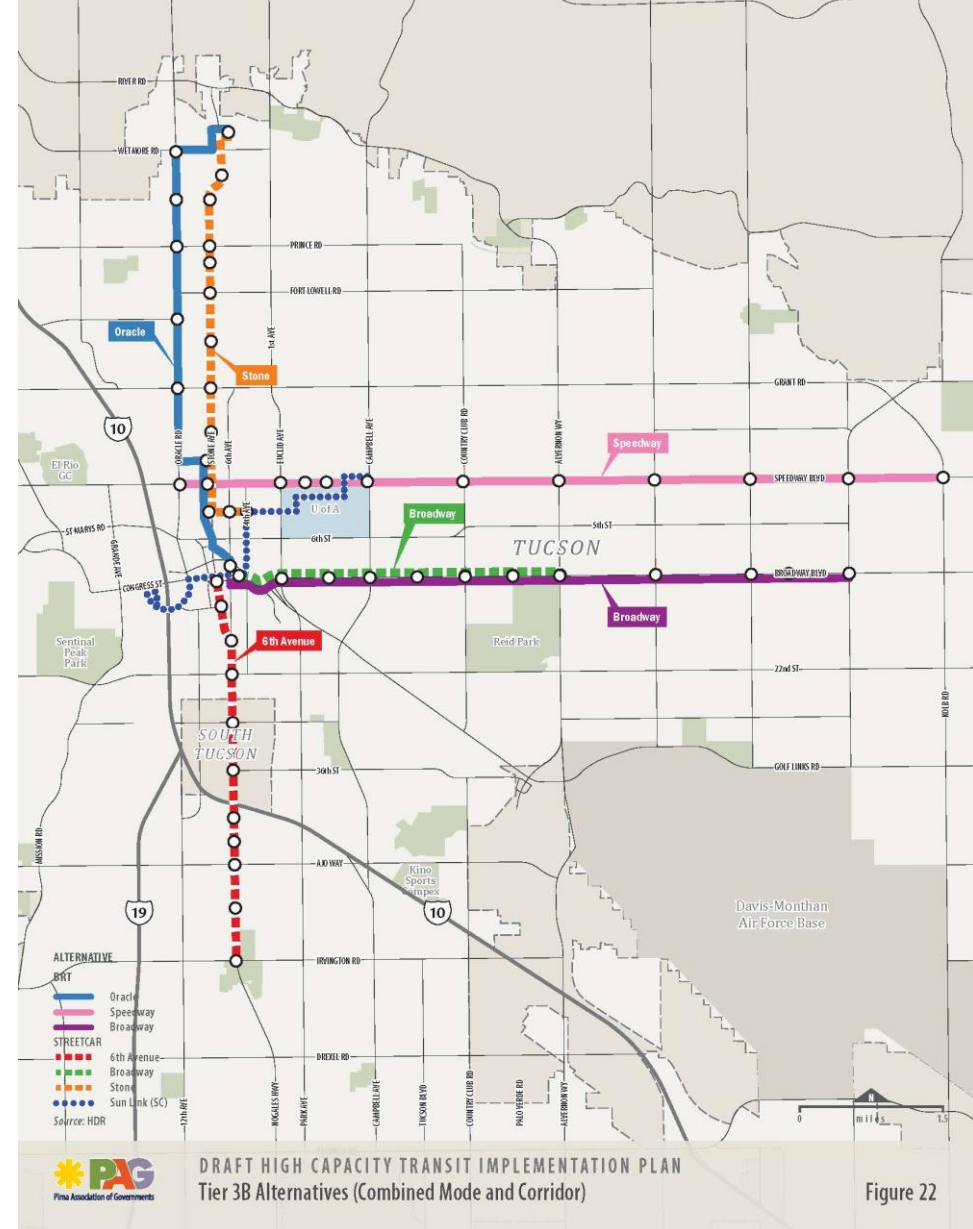 RIVER RD
WETMORE RD
PRINCE RD
FORT LOWELL RD
Oracle
1st AVE
Stone
GRANT RD
10
ORACLE RD
STONE AVE
6th AVE
EUCLID AVE
CAMPBELL AVE
COUNTRY CLUB RD
ALVERNON WY
Speedway
El Rio
GC
SPEEDWAY BLVD
4th AVE
U of A
Broadway
ST MARYS RD
GRANDE AVE
6th ST
5th ST
TUCSON
CONGRESS ST
BROADWAY BLVD
Broadway
Sentinal
Peak
Park
6th Avenue
Reid Park
22nd ST
KOLB RD
SOUTH
TUCSON
36th ST
GOLF LINKS RD
MISSION RD
AJO WAY
Kino
Sports
Compex
19
10
Davis-Monthan
Air Force Base
IRVINGTON RD
ALTERNATIVE
BRT
Oracle
Speedway
Broadway
STREETCAR
6th Avenue
Broadway
Stone
Sun Link (SC)
Source: HDR
DREXEL RD
12th AVE
NOGALES HWY
PARK AVE
CAMPBELL AVE
TUCSON BLVD
COUNTRY CLUB RD
PALO VERDE RD
ALVERNON WY
N
0 miles 1.5
PAG
Pima Association of Governments
DRAFT HIGH CAPACITY TRANSIT IMPLEMENTATION PLAN
Tier 3B Alternatives (Combined Mode and Corridor)
Figure 22